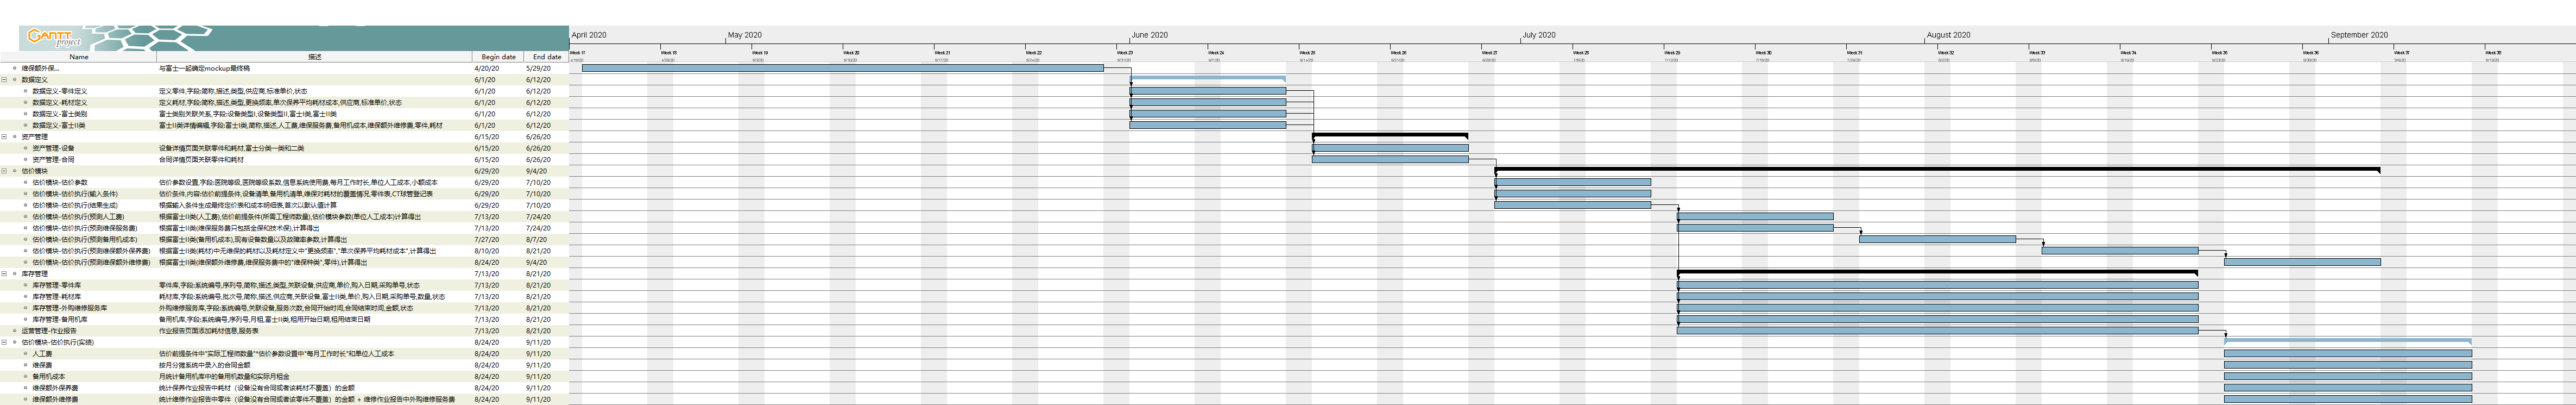 GANTT project
April 2020 May 2020 June 2020 July 2020 August 2020 September 2020
Week 17 Week 18 Week 19 Week 20 Week 21 Week 22 Week 23 Week 24 Week 25 Week 26 Week 27 Week 28 Week 29 Week 30 Week 31 Week 32 Week 33 Week 34 Week 35 Week 36 Week 37 Week 38
Name 描述 Begin date End date
维保额外保... 与富士一起确定mockup最终稿 4/20/20 5/29/20
数据定义 6/1/20 6/12/20
数据定义-零件定义 定义零件,字段:简称,描述,类型,供应商,标准单价,状态 6/1/20 6/12/20
数据定义-耗材定义 定义耗材,字段:简称,描述,类型,更换频率,单次保养平均耗材成本,供应商,标准单价,状态 6/1/20 6/12/20
数据定义-富士类别 富士类别关联关系,字段:设备类型I,设备类型II,富士I类,富士II类 6/1/20 6/12/20
数据定义-富士II类 富士II类详情编辑,字段:富士I类,简称,描述,人工费,维保服务费,备用机成本,维保额外维修费,零件,耗材 6/1/20 6/12/20
资产管理 6/15/20 6/26/20
资产管理-设备 设备详情页面关联零件和耗材,富士分类一类和二类 6/15/20 6/26/20
资产管理-合同 合同详情页面关联零件和耗材 6/15/20 6/26/20
估价模块 6/29/20 9/4/20
估价模块-估价参数 估价参数设置,字段:医院等级,医院等级系数,信息系统使用费,每月工作时长,单位人工成本,小额成本 6/29/20 7/10/20
估价模块-估价执行(输入条件) 估价条件,内容:估价前提条件,设备清单,备用机清单,维保对耗材的覆盖情况,零件表,CT球管登记表 6/29/20 7/10/20
估价模块-估价执行(结果生成) 根据输入条件生成最终定价表和成本明细表,首次以默认值计算 6/29/20 7/10/20
估价模块-估价执行(预测人工费) 根据富士II类(人工费),估价前提条件(所需工程师数量),估价模块参数(单位人工成本)计算得出 7/13/20 7/24/20
估价模块-估价执行(预测维保服务费) 根据富士II类(维保服务费只包括全保和技术保),计算得出 7/13/20 7/24/20
估价模块-估价执行(预测备用机成本) 根据富士II类(备用机成本),现有设备数量以及故障率参数,计算得出 7/27/20 8/7/20
估价模块-估价执行(预测维保额外保养费) 根据富士II类(耗材)中无维保的耗材以及耗材定义中"更换频率","单次保养平均耗材成本",计算得出 8/10/20 8/21/20
估价模块-估价执行(预测维保额外维修费) 根据富士II类(维保额外维修费,维保服务费中的"维保种类",零件),计算得出 8/24/20 9/4/20
库存管理 7/13/20 8/21/20
库存管理-零件库 零件库,字段:系统编号,序列号,简称,描述,类型,关联设备,供应商,单价,购入日期,采购单号,状态 7/13/20 8/21/20
库存管理-耗材库 耗材库,字段:系统编号,批次号,简称,描述,供应商,关联设备,富士II类,单价,购入日期,采购单号,数量,状态 7/13/20 8/21/20
库存管理-外购维修服务库 外购维修服务库,字段:系统编号,关联设备,服务次数,合同开始时间,合同结束时间,金额,状态 7/13/20 8/21/20
库存管理-备用机库 备用机库,字段:系统编号,序列号,月租,富士II类,租用开始日期,租用结束日期 7/13/20 8/21/20
运营管理-作业报告 作业报告页面添加耗材信息,服务表 7/13/20 8/21/20
估价模块-估价执行(实绩) 8/24/20 9/11/20
人工费 估价前提条件中"实际工程师数量"*估价参数设置中"每月工作时长"和单位人工成本 8/24/20 9/11/20
维保费 按月分摊系统中录入的合同金额 8/24/20 9/11/20
备用机成本 月统计备用机库中的备用机数量和实际月租金 8/24/20 9/11/20
维保额外保养费 统计保养作业报告中耗材（设备没有合同或者该耗材不覆盖）的金额 8/24/20 9/11/20
维保额外维修费 统计维修作业报告中零件（设备没有合同或者该零件不覆盖）的金额 + 维修作业报告中外购维修服务费 8/24/20 9/11/20